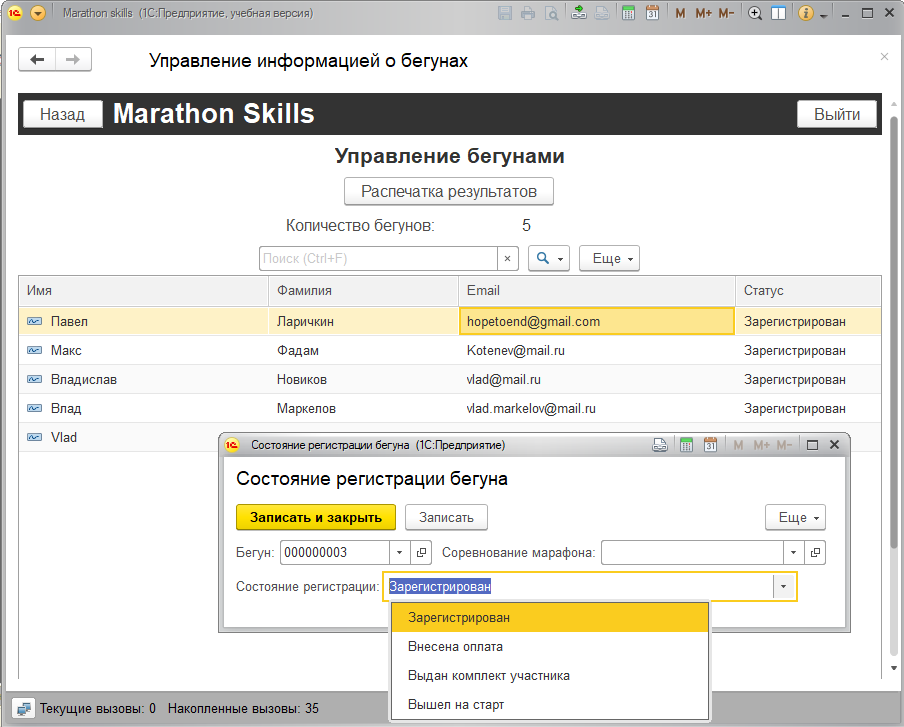 Marathon skills (1С:Предприятие, учебная версия)
M M+ M-
Управление информацией о бегунах
Назад Marathon Skills Выйти
Управление бегунами
Распечатка результатов
Количество бегунов: 5
Поиск (Ctrl+F) × Еще
Имя Фамилия Email Статус
Павел Ларичкин hopetoend@gmail.com Зарегистрирован
Макс Фадам Kotenev@mail.ru Зарегистрирован
Владислав Новиков vlad@mail.ru Зарегистрирован
Влад Маркелов vlad.markelov@mail.ru Зарегистрирован
Vlad
Состояние регистрации бегуна (1С:Предприятие)
M M+ M-
Состояние регистрации бегуна
Записать и закрыть Записать Еще
Бегун: 000000003 Соревнование марафона:
Состояние регистрации: Зарегистрирован
Зарегистрирован
Внесена оплата
Выдан комплект участника
Вышел на старт
Текущие вызовы: 0 Накопленные вызовы: 35